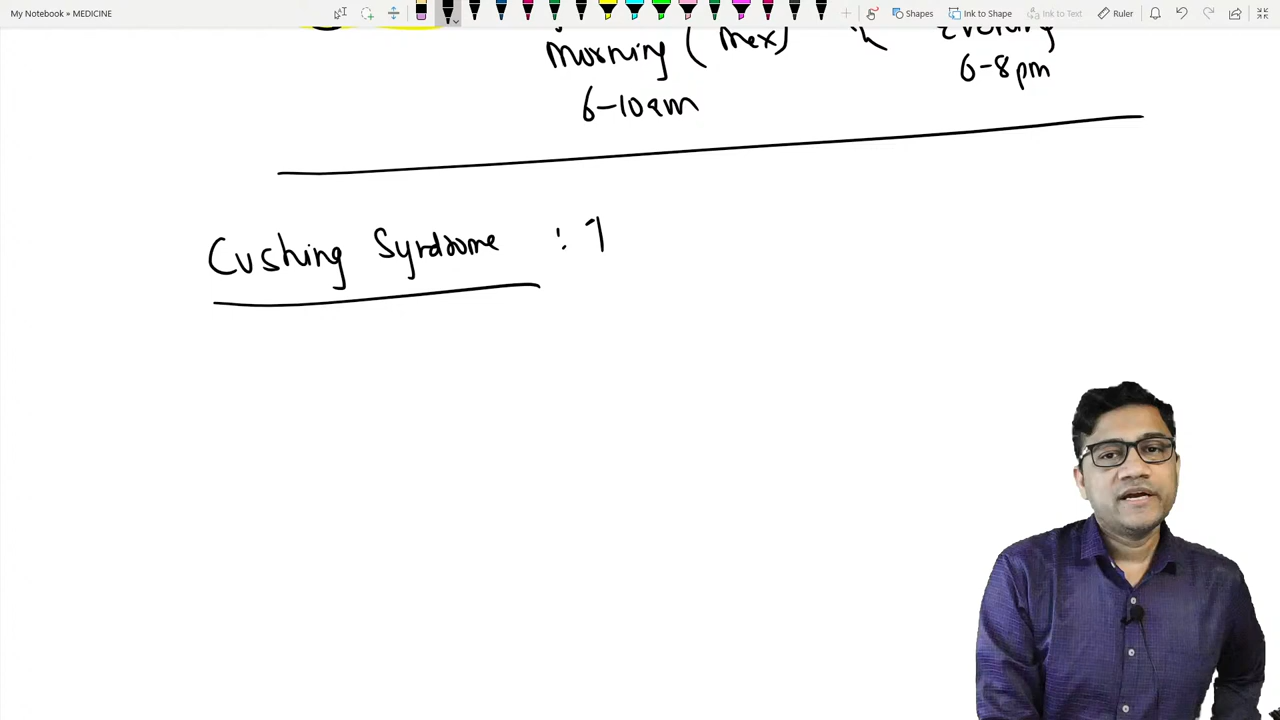 My Notebook » MEDICINE
Shapes
Ink to Shape
Ink to Text
Ruler
morning (max)
Evening
6-8pm
6-10am
Cushing Syndrome :